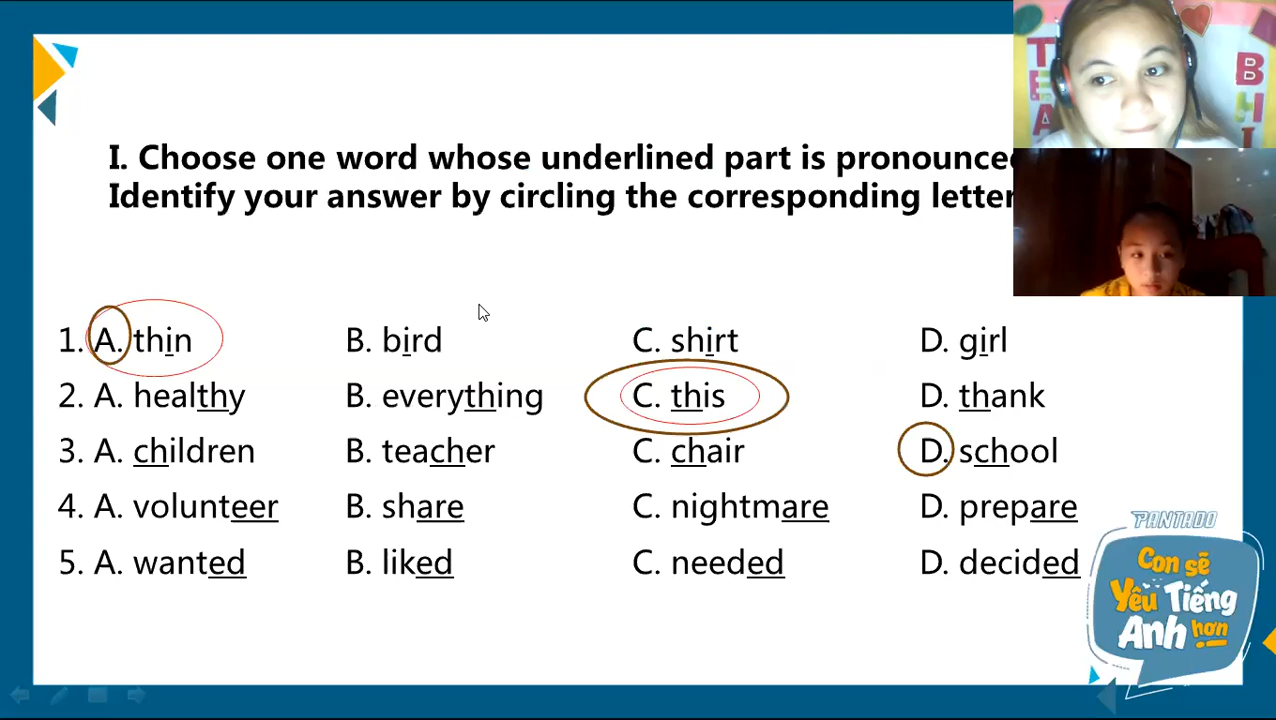 I. Choose one word whose underlined part is pronounced
Identify your answer by circling the corresponding letter
1. A. thin B. bird C. shirt D. girl
2. A. healthy B. everything C. this D. thank
3. A. children B. teacher C. chair D. school
4. A. volunteer B. share C. nightmare D. prepare
5. A. wanted B. liked C. needed D. decided
PANTADO
Con sẽ
Yêu Tiếng
Anh hơn